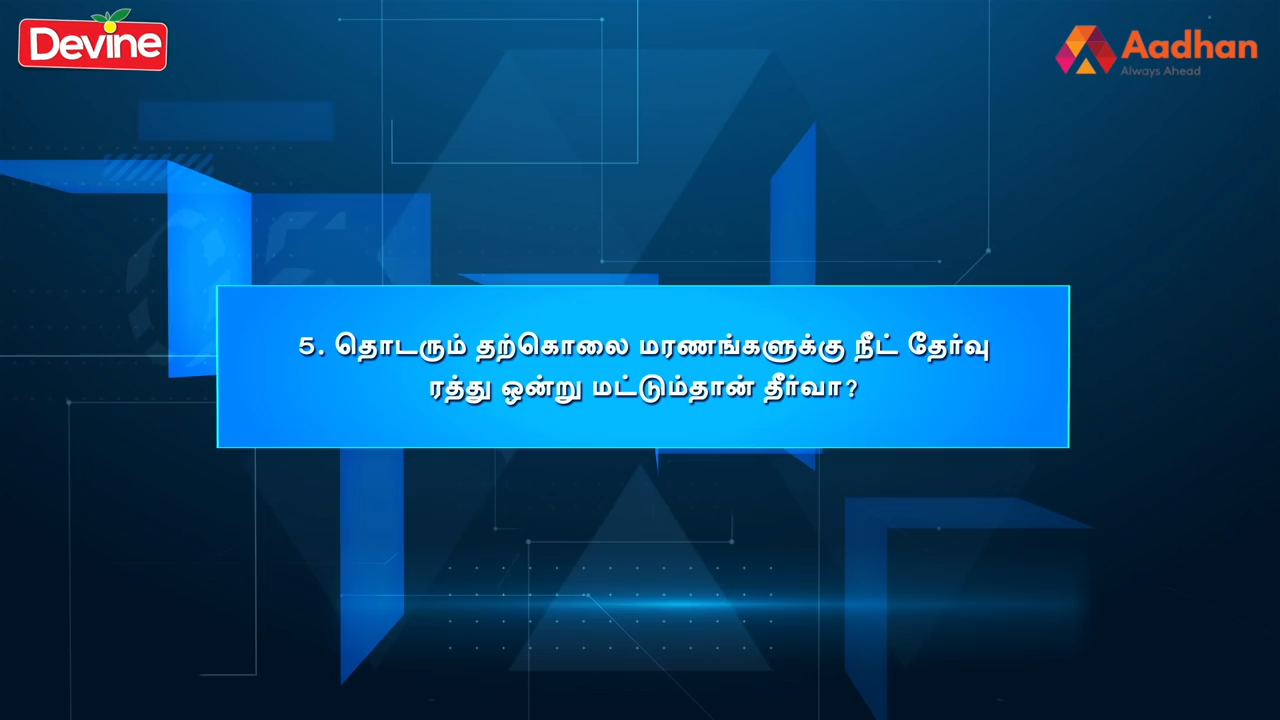 Devine
Aadhan
Always Ahead
5. தொடரும் தற்கொலை மரணங்களுக்கு நீட் தேர்வு
ரத்து ஒன்று மட்டும்தான் தீர்வா?